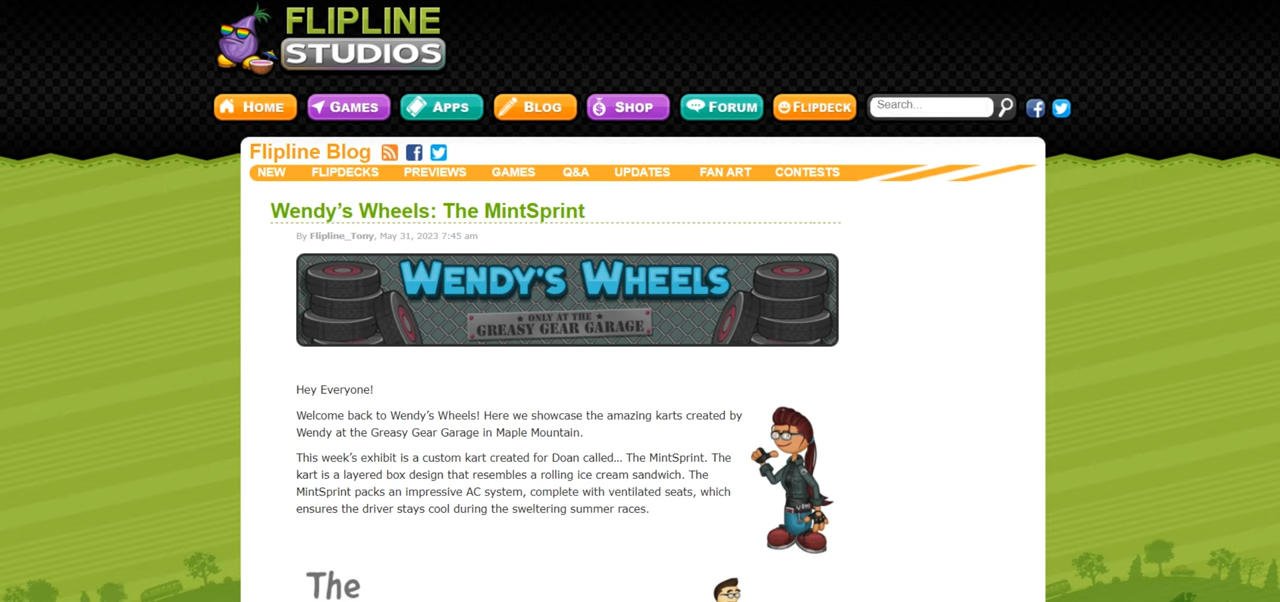 FLIPLINE
STUDIOS
HOME GAMES APPS BLOG SHOP FORUM FLIPDECK Search...
Flipline Blog
NEW FLIPDECKS PREVIEWS GAMES Q&A UPDATES FAN ART CONTESTS
Wendy’s Wheels: The MintSprint
By Flipline_Tony, May 31, 2023 7:45 am
WENDY'S WHEELS
ONLY AT THE
GREASY GEAR GARAGE
Hey Everyone!
Welcome back to Wendy’s Wheels! Here we showcase the amazing karts created by
Wendy at the Greasy Gear Garage in Maple Mountain.
This week’s exhibit is a custom kart created for Doan called… The MintSprint. The
kart is a layered box design that resembles a rolling ice cream sandwich. The
MintSprint packs an impressive AC system, complete with ventilated seats, which
ensures the driver stays cool during the sweltering summer races.
The